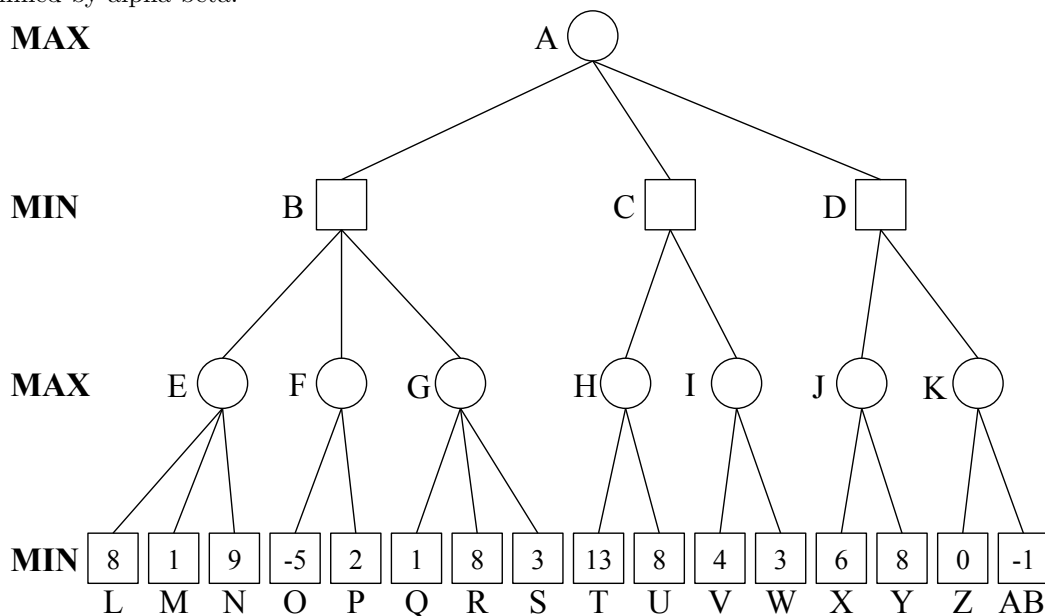 by alpha-beta.
MAX A
MIN B C D
MAX E F G H I J K
MIN 8 1 9 -5 2 1 8 3 13 8 4 3 6 8 0 -1
L M N O P Q R S T U V W X Y Z AB